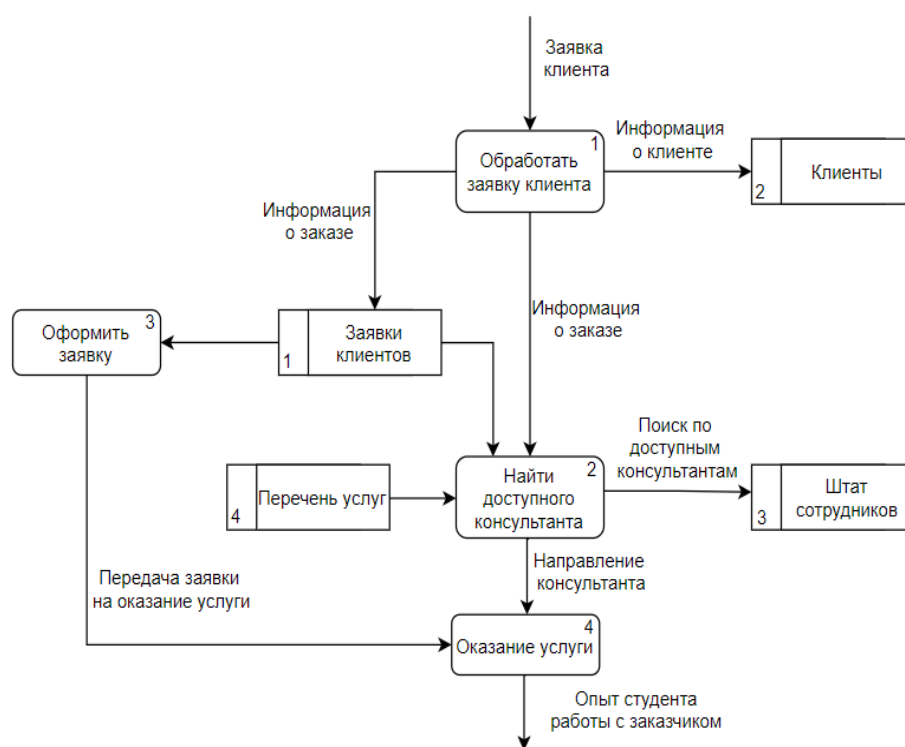 Заявка
клиента
1
Обработать
заявку клиента
Информация
о клиенте
2
Клиенты
Информация
о заказе
3
Оформить
заявку
1
Заявки
клиентов
Информация
о заказе
4
Перечень услуг
2
Найти
доступного
консультанта
Поиск по
доступным
консультантам
3
Штат
сотрудников
Передача заявки
на оказание услуги
Направление
консультанта
4
Оказание услуги
Опыт студента
работы с заказчиком